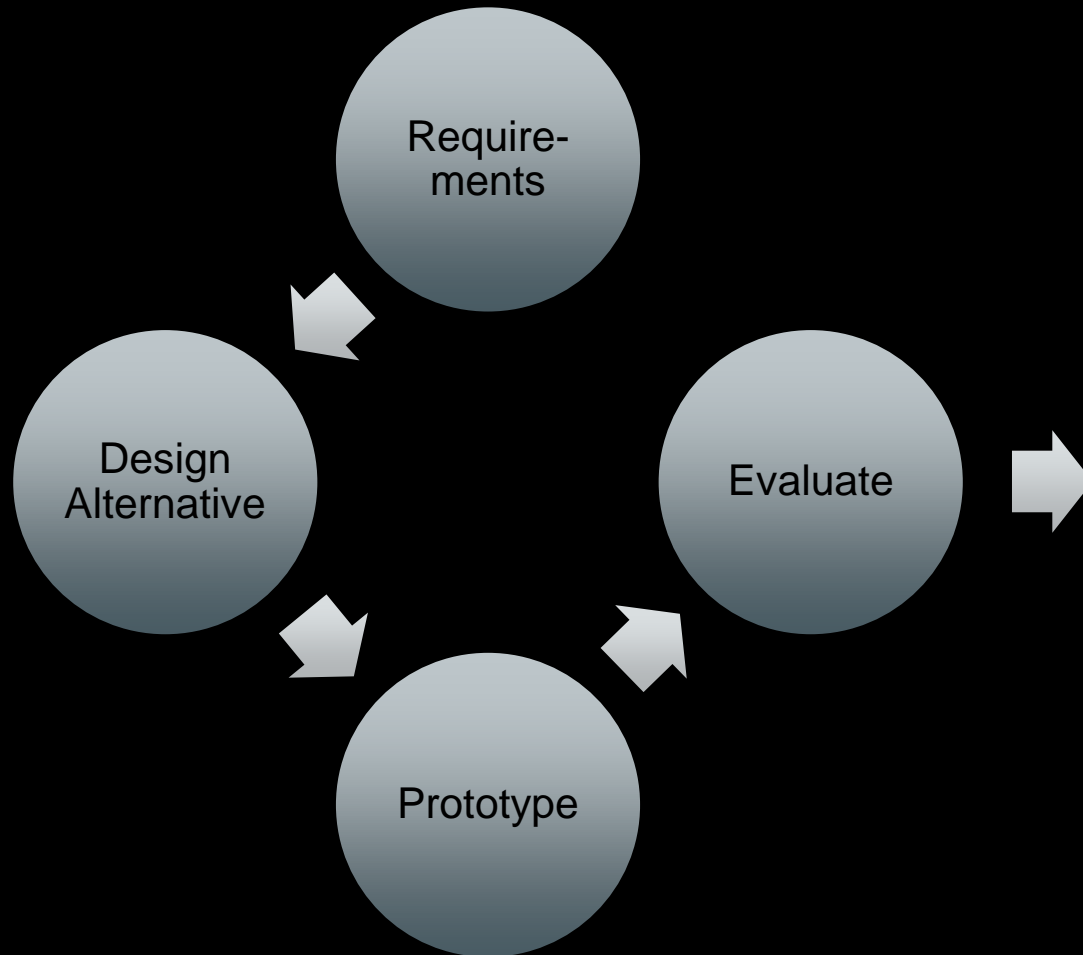 Require-
ments
Design
Alternative
Prototype
Evaluate